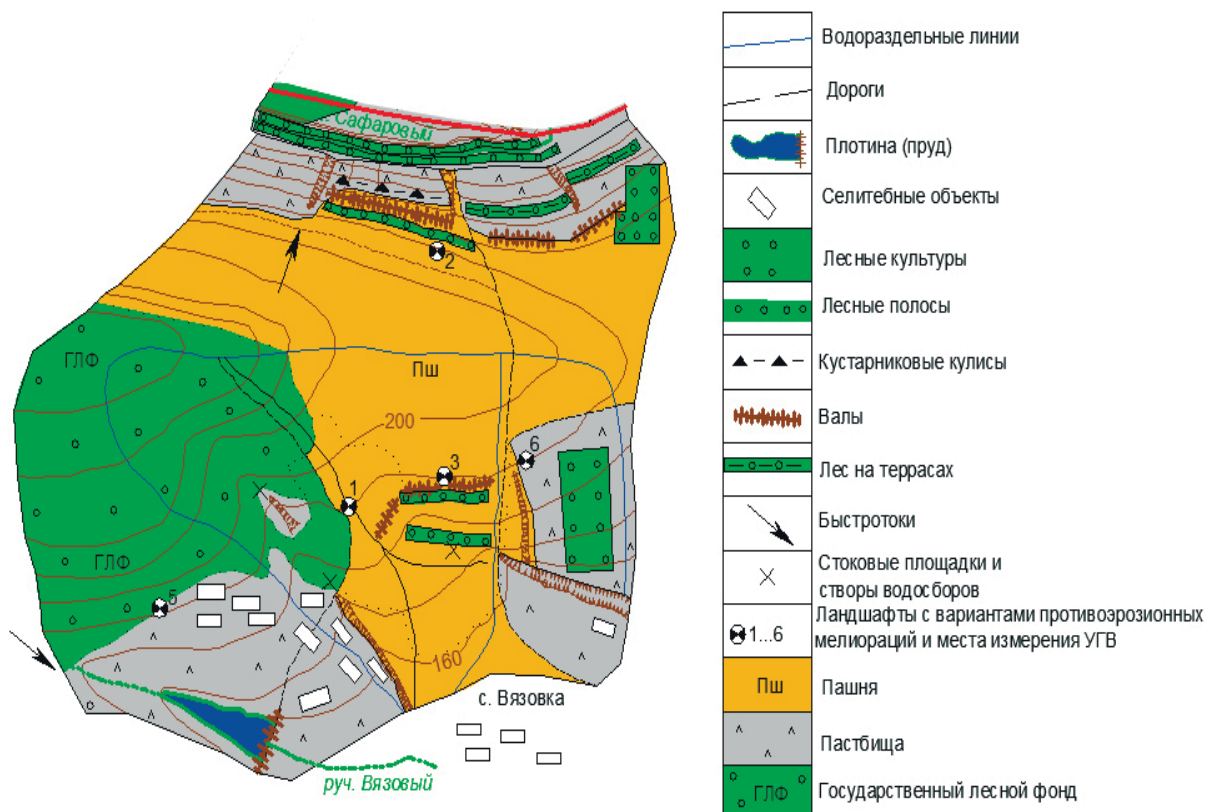 Сафаровый
2
ГЛФ
Пш
200
6
3
1
ГЛФ
5
160
с. Вязовка
руч. Вязовый
Водораздельные линии
Дороги
Плотина (пруд)
Селитебные объекты
Лесные культуры
Лесные полосы
Кустарниковые кулисы
Валы
Лес на террасах
Быстротоки
Стоковые площадки и
створы водосборов
1...6
Ландшафты с вариантами противоэрозионных
мелиораций и места измерения УГВ
Пш
Пашня
Пастбища
ГЛФ
Государственный лесной фонд